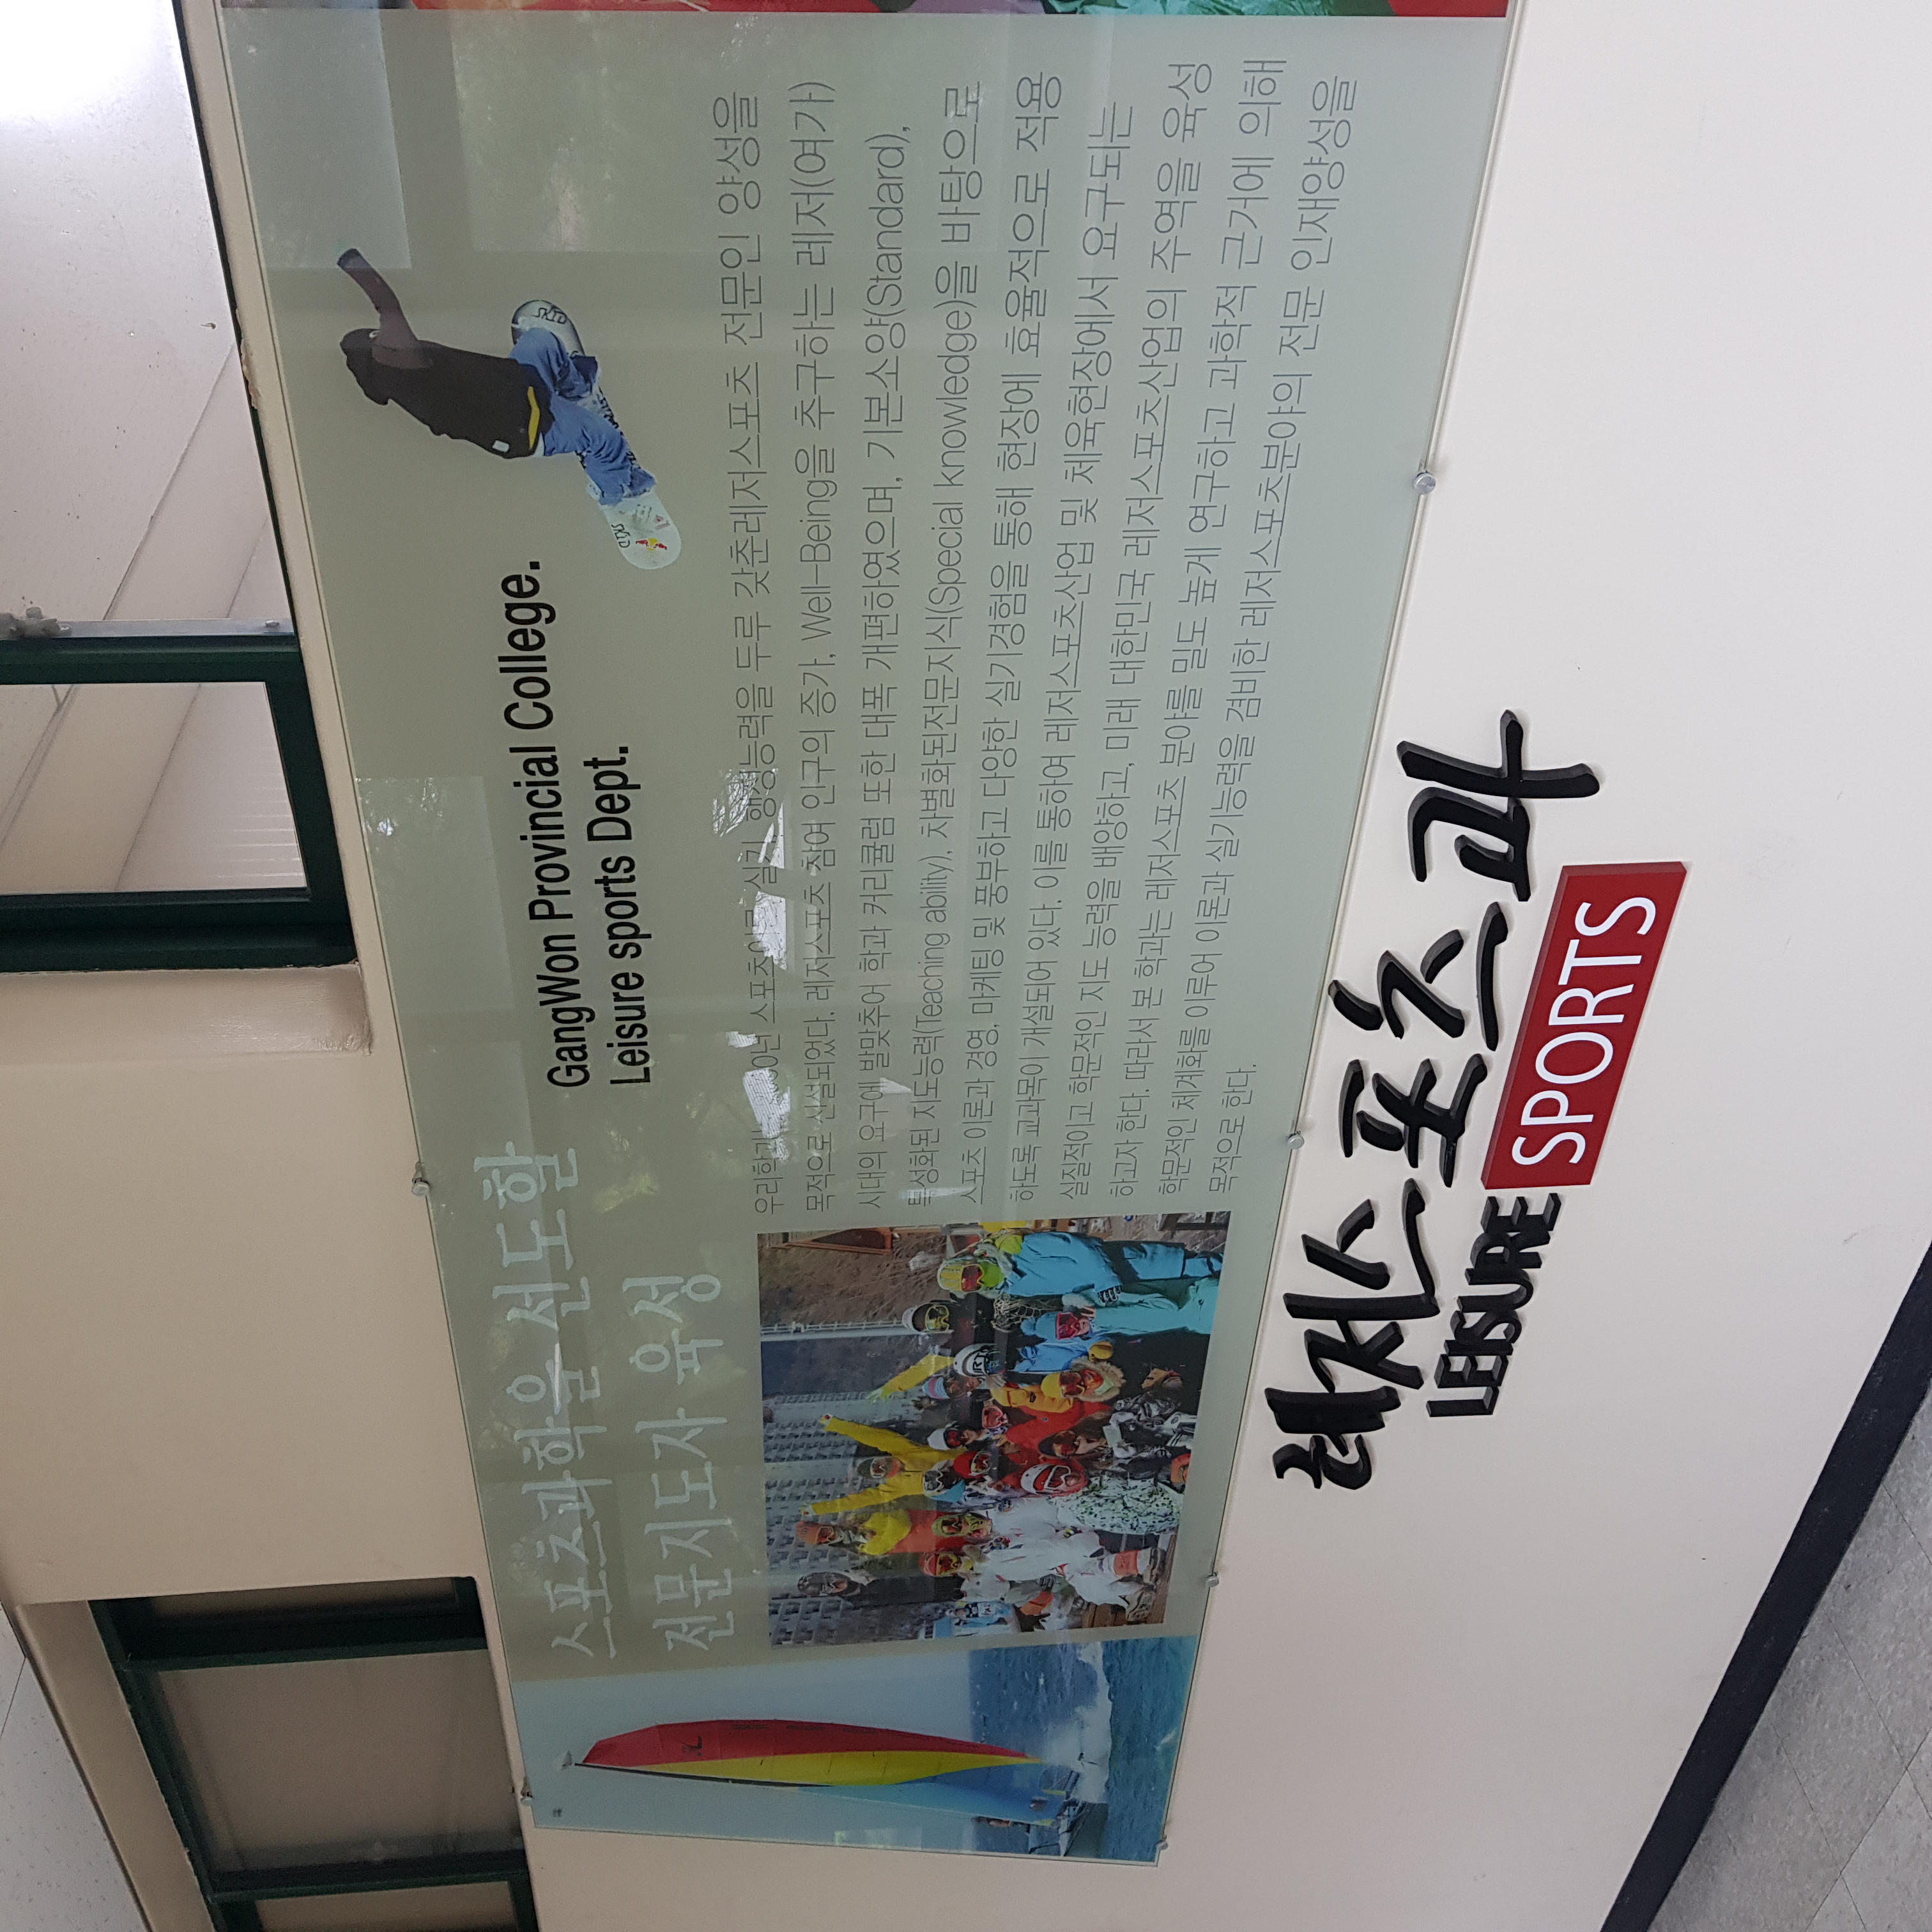 스포츠과학을 선도할
전문지도자 육성
GangWon Provincial College.
Leisure sports Dept.
우리학과는 스포츠이론, 실기, 행정능력을 두루 갖춘레저스포츠 전문인 양성을
목적으로 신설되었다. 레저스포츠 참여 인구의 증가, Well-Being을 추구하는 레저(여가)
시대의 요구에 발맞추어 학과 커리큘럼 또한 대폭 개편하였으며, 기본소양(Standard),
특성화된 지도능력(Teaching ability), 차별화된전문지식(Special knowledge)을 바탕으로
스포츠 이론과 경영, 마케팅 및 풍부하고 다양한 실기경험을 통해 현장에 효율적으로 적용
하도록 교과목이 개설되어 있다. 이를 통하여 레저스포츠산업 및 체육현장에서 요구되는
실질적이고 학문적인 지도 능력을 배양하고, 미래 대한민국 레저스포츠산업의 주역을 육성
하고자 한다. 따라서 본 학과는 레저스포츠 분야를 밀도 높게 연구하고 과학적 근거에 의해
학문적인 체계화를 이루어 이론과 실기능력을 겸비한 레저스포츠분야의 전문 인재양성을
목적으로 한다.
레저스포츠과
LEISURE SPORTS